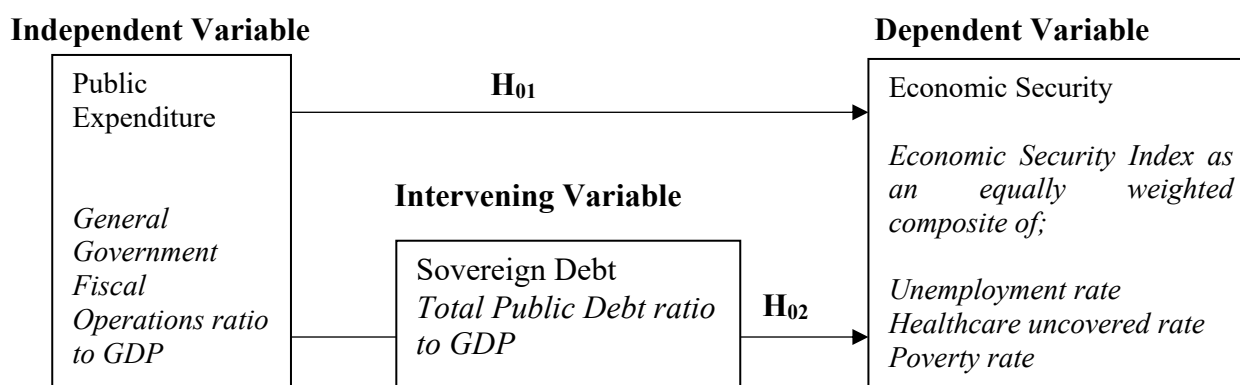 Independent Variable
Public
Expenditure
General
Government
Fiscal
Operations ratio
to GDP
H01
Intervening Variable
Sovereign Debt
Total Public Debt ratio
to GDP
H02
Dependent Variable
Economic Security
Economic Security Index as
an equally weighted
composite of;
Unemployment rate
Healthcare uncovered rate
Poverty rate